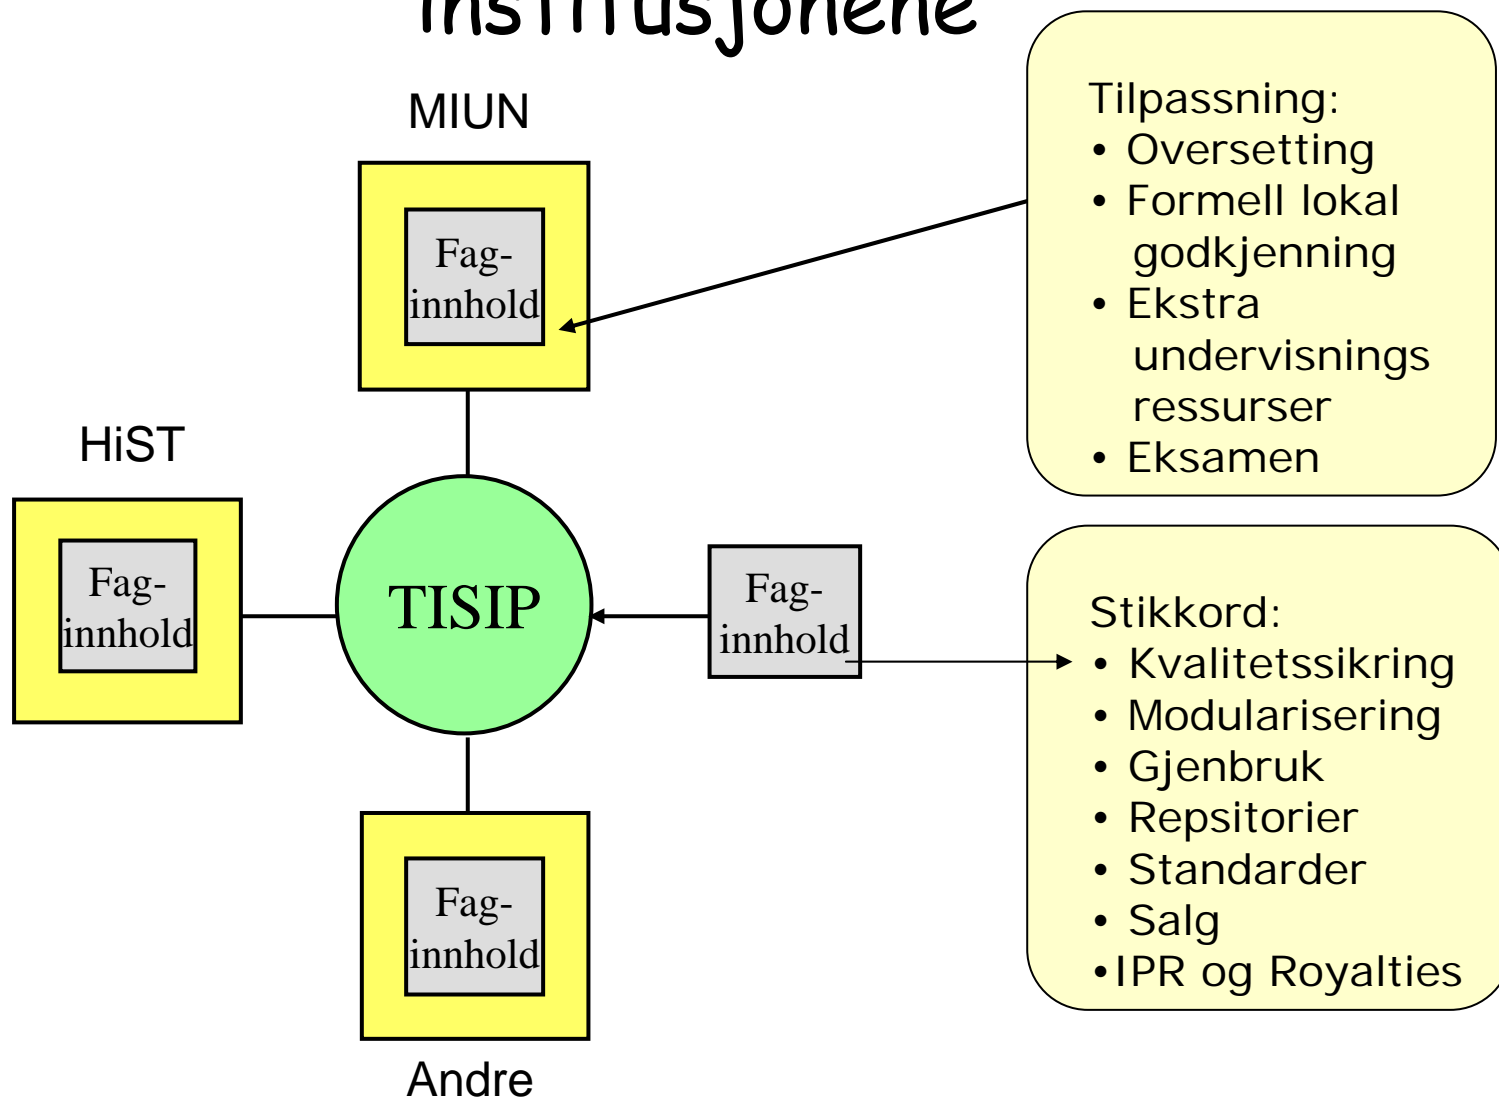 institusjonene
MIUN
Fag-
innhold
HiST
Fag-
innhold
TISIP
Fag-
innhold
Fag-
innhold
Andre
Tilpassning:
• Oversetting
• Formell lokal
godkjenning
• Ekstra
undervisnings
ressurser
• Eksamen
Stikkord:
• Kvalitetssikring
• Modularisering
• Gjenbruk
• Repsitorier
• Standarder
• Salg
•IPR og Royalties